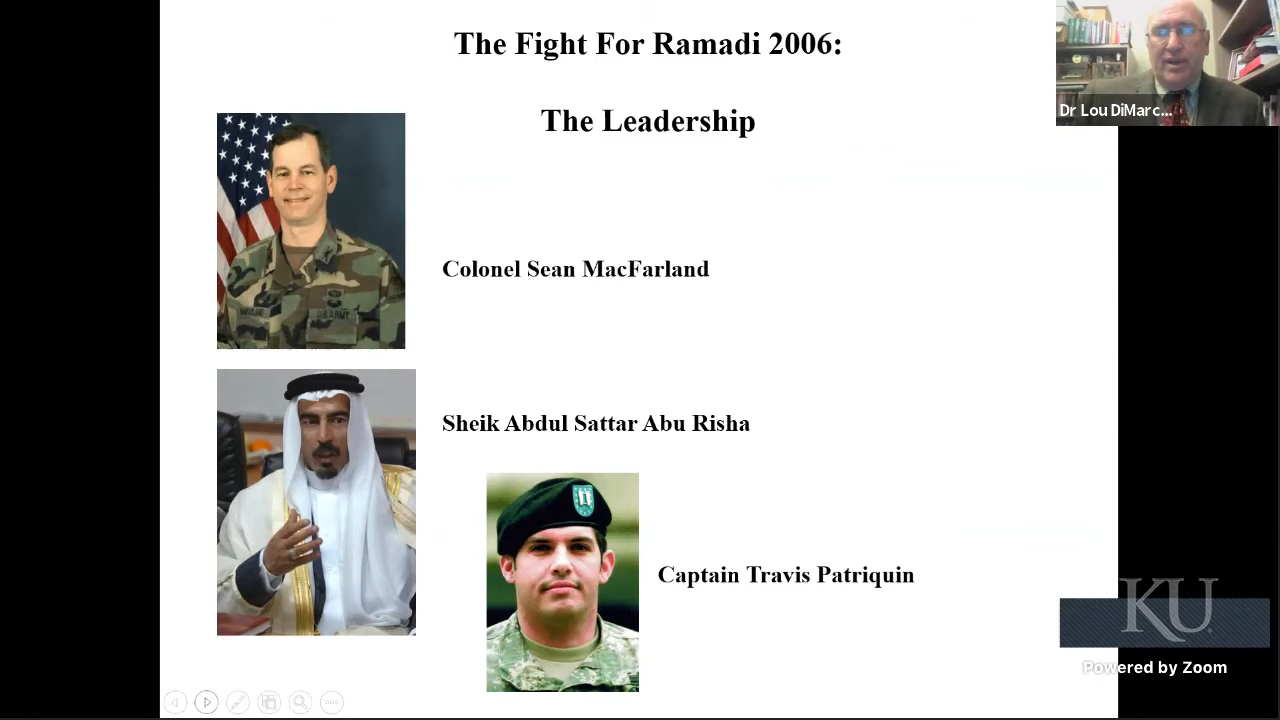 The Fight For Ramadi 2006:
The Leadership
Dr Lou DiMarc...
Colonel Sean MacFarland
U.S. ARMY
Sheik Abdul Sattar Abu Risha
Captain Travis Patriquin
KU
Powered by Zoom